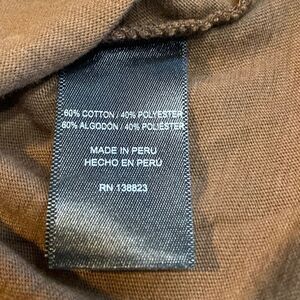 60% COTTON / 40% POLYESTER
60% ALGODÓN / 40% POLIÉSTER
MADE IN PERU
HECHO EN PERÚ
RN 138823